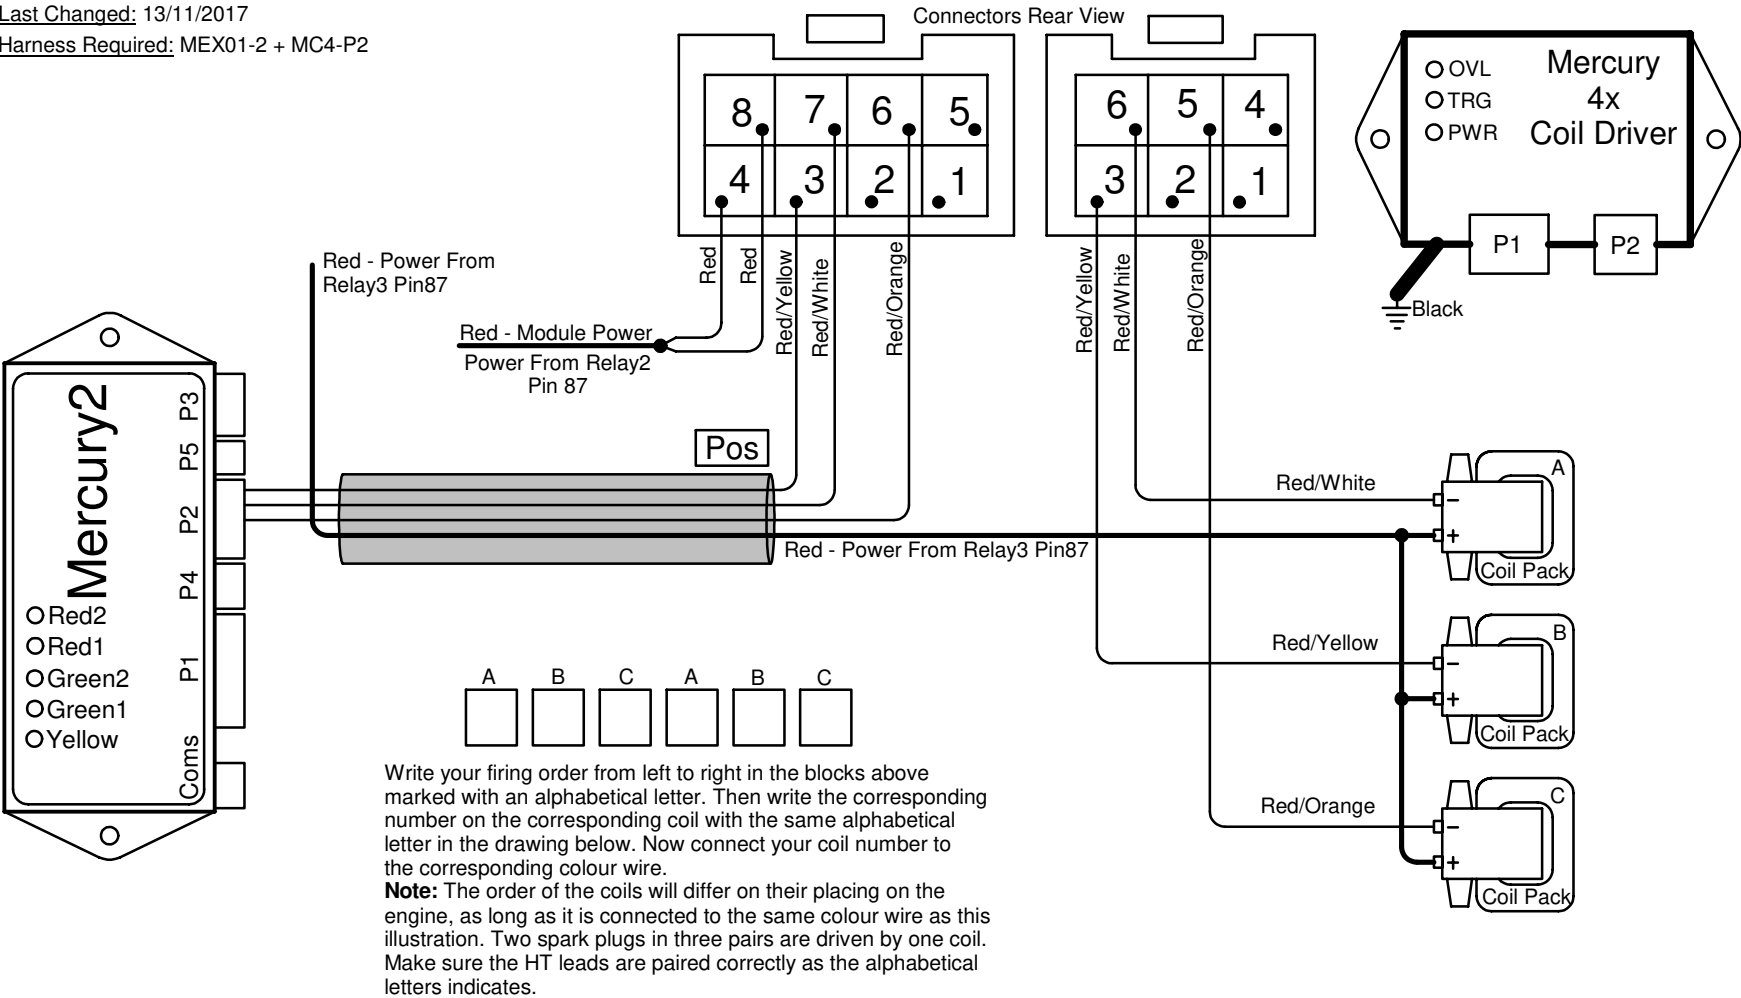 Last Changed: 13/11/2017
Harness Required: MEX01-2 + MC4-P2
Connectors Rear View
8 7 6 5
4 3 2 1
6 5 4
3 2 1
OVL
TRG
PWR
Mercury
4x
Coil Driver
P1
P2
Black
Red
Red
Red/Yellow
Red/White
Red/Orange
Red/Yellow
Red/White
Red/Orange
Red - Power From
Relay3 Pin87
Red - Module Power
Power From Relay2
Pin 87
Pos
Mercury2
P3
P5
P2
P4
P1
Coms
Red2
Red1
Green2
Green1
Yellow
Red - Power From Relay3 Pin87
Red/White
A
-
+
Coil Pack
Red/Yellow
B
-
+
Coil Pack
Red/Orange
C
-
+
Coil Pack
A B C A B C
Write your firing order from left to right in the blocks above
marked with an alphabetical letter. Then write the corresponding
number on the corresponding coil with the same alphabetical
letter in the drawing below. Now connect your coil number to
the corresponding colour wire.
Note: The order of the coils will differ on their placing on the
engine, as long as it is connected to the same colour wire as this
illustration. Two spark plugs in three pairs are driven by one coil.
Make sure the HT leads are paired correctly as the alphabetical
letters indicates.